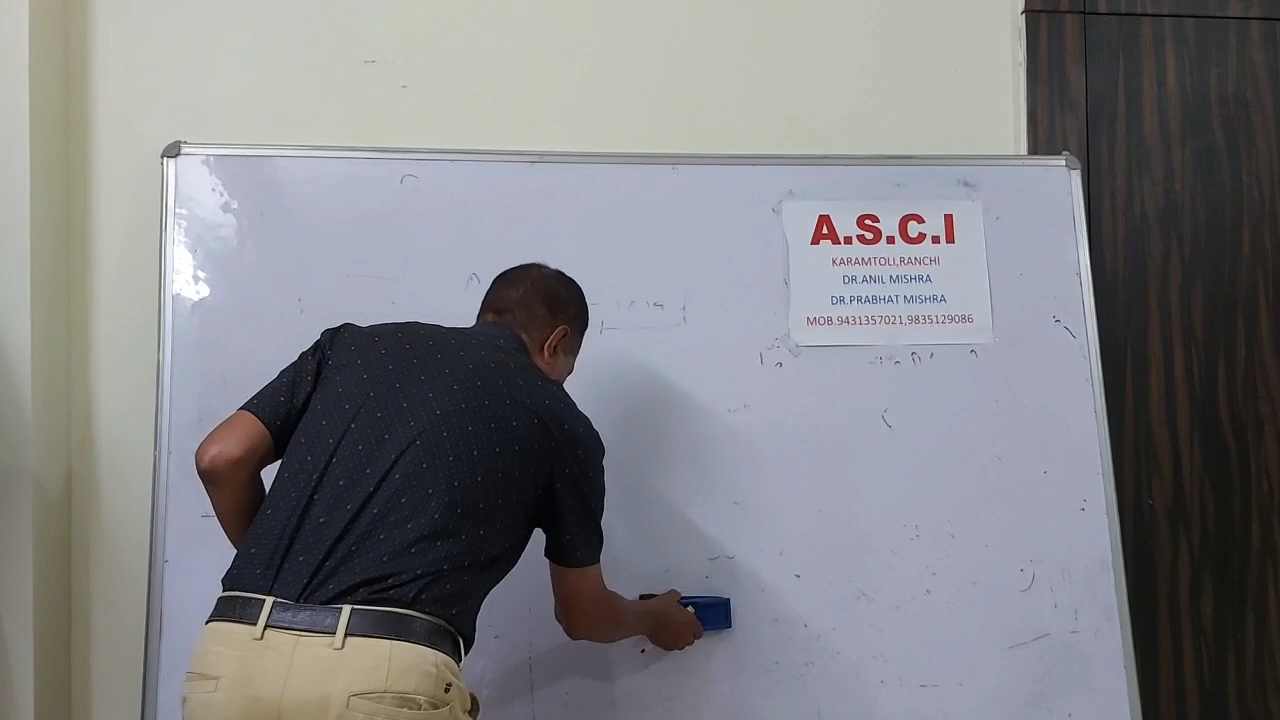 A.S.C.I
KARAMTOLI,RANCHI
DR.ANIL MISHRA
DR.PRABHAT MISHRA
MOB.9431357021,9835129086